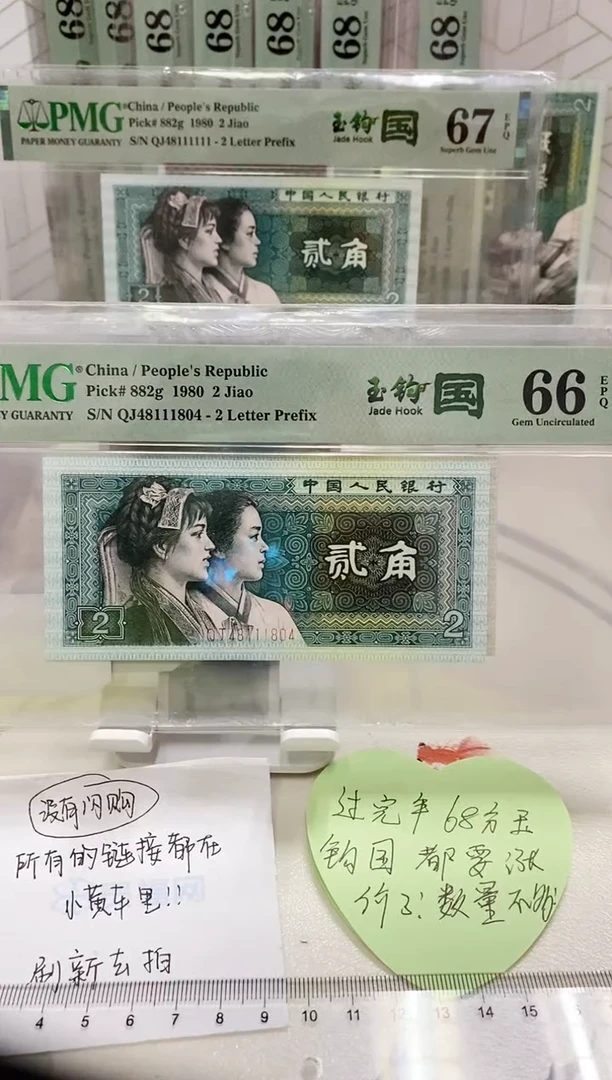 68 68 68 68 68 68 68
PMG China / People's Republic
Pick# 882g 1980 2 Jiao
PAPER MONEY GUARANTY S/N QJ48111111 - 2 Letter Prefix
玉钩国 Jade Hook
67 EPQ
Superb Gem Unc
中国人民银行
贰角
2 2
MG® China / People's Republic
Pick# 882g 1980 2 Jiao
Y GUARANTY S/N QJ48111804 - 2 Letter Prefix
玉钩国 Jade Hook
66 EPQ
Gem Uncirculated
中国人民银行
贰角
2 2
没有闪购
所有的链接都在
小黄车里!!
刷新去拍
过完年68分玉
钩国都要涨
价了!数量不够
4 5 6 7 8 9 10 11 12 13 14 15